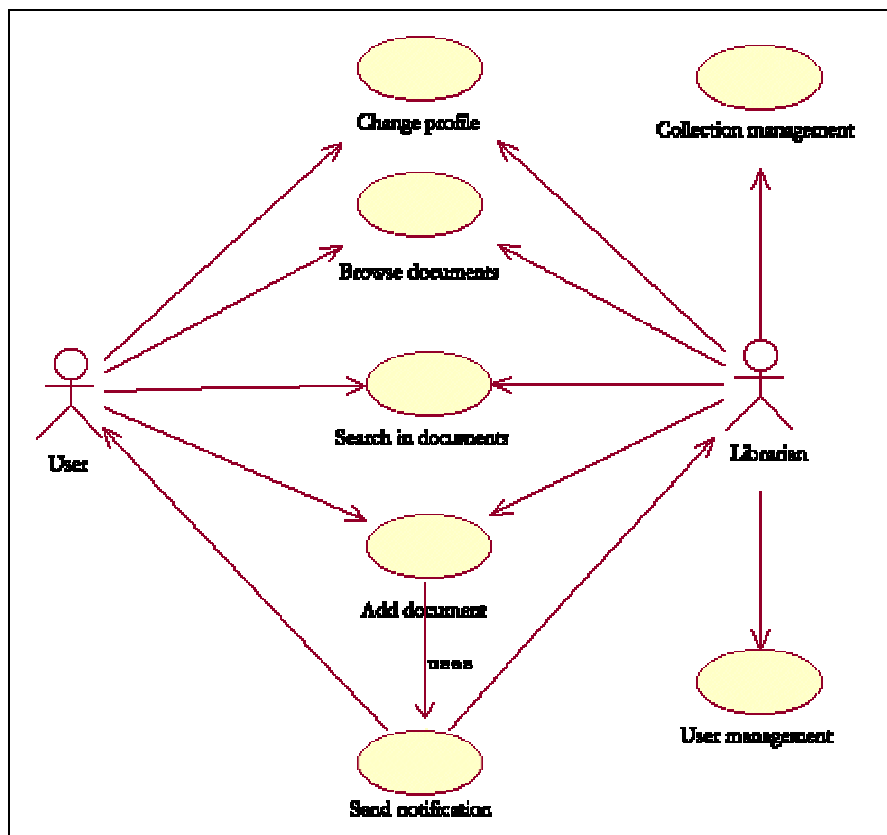 Change profile
Collection management
Browse documents
Search in documents
User
Librarian
Add document
uses
User management
Send notification